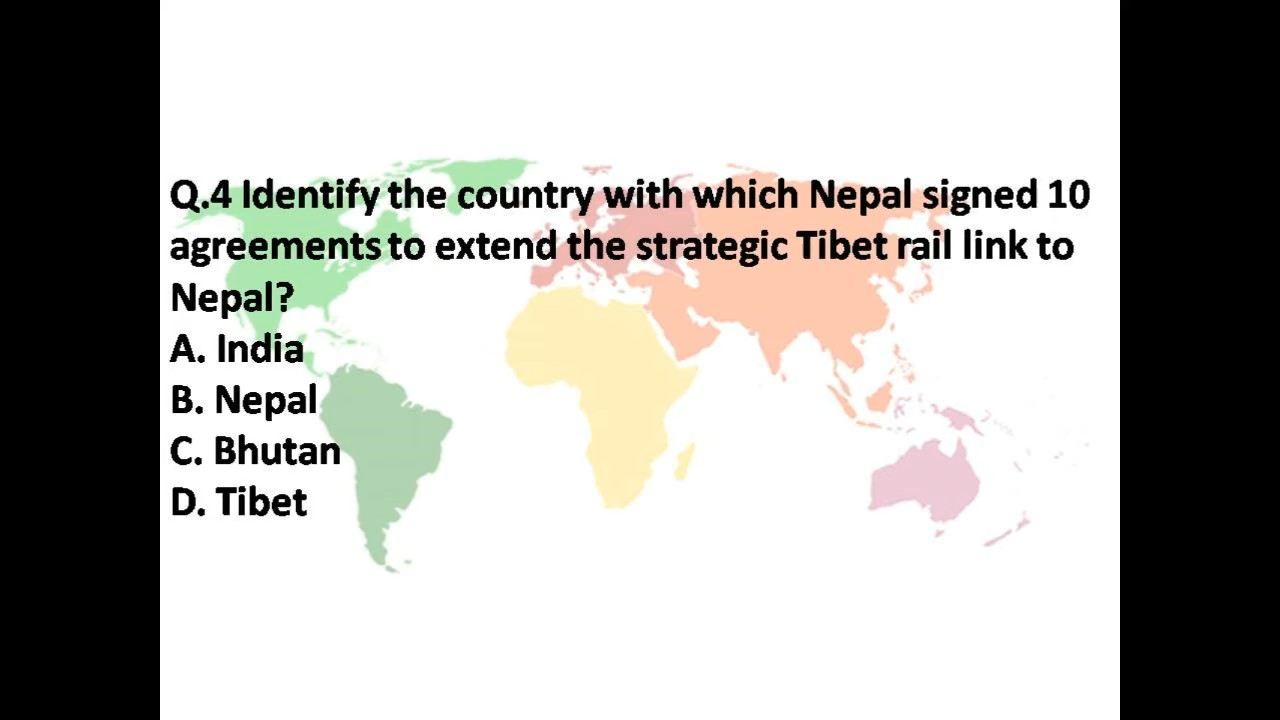 Q.4 Identify the country with which Nepal signed 10
agreements to extend the strategic Tibet rail link to
Nepal?
A. India
B. Nepal
C. Bhutan
D. Tibet